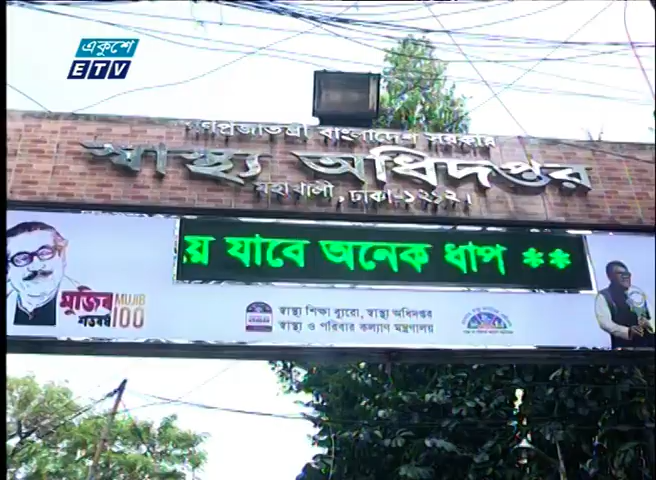 একুশে
ETV
গণপ্রজাতন্ত্রী বাংলাদেশ সরকার
স্বাস্থ্য অধিদপ্তর
মহাখালী, ঢাকা-১২১২।
য় যাবে অনেক ধাপ **
মুজিব MUJIB
শতবর্ষ 100
স্বাস্থ্য শিক্ষা ব্যুরো, স্বাস্থ্য অধিদপ্তর
স্বাস্থ্য ও পরিবার কল্যাণ মন্ত্রণালয়